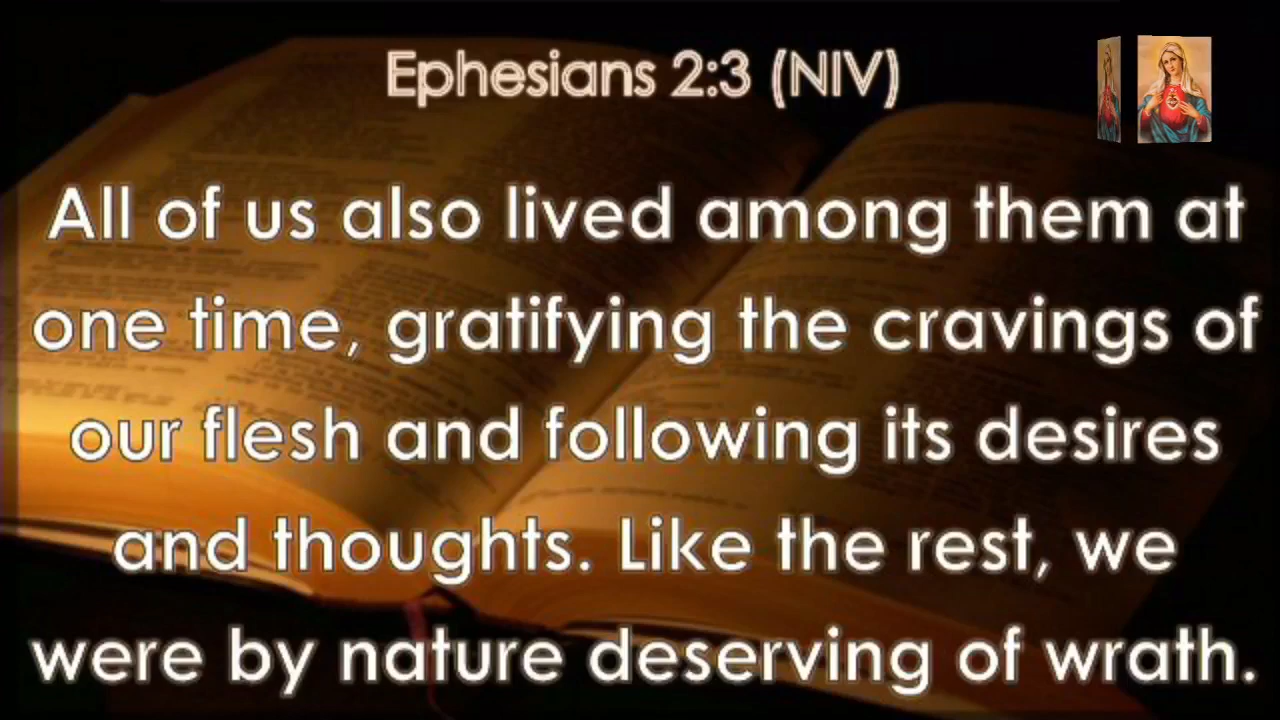 Ephesians 2:3 (NIV)
All of us also lived among them at
one time, gratifying the cravings of
our flesh and following its desires
and thoughts. Like the rest, we
were by nature deserving of wrath.